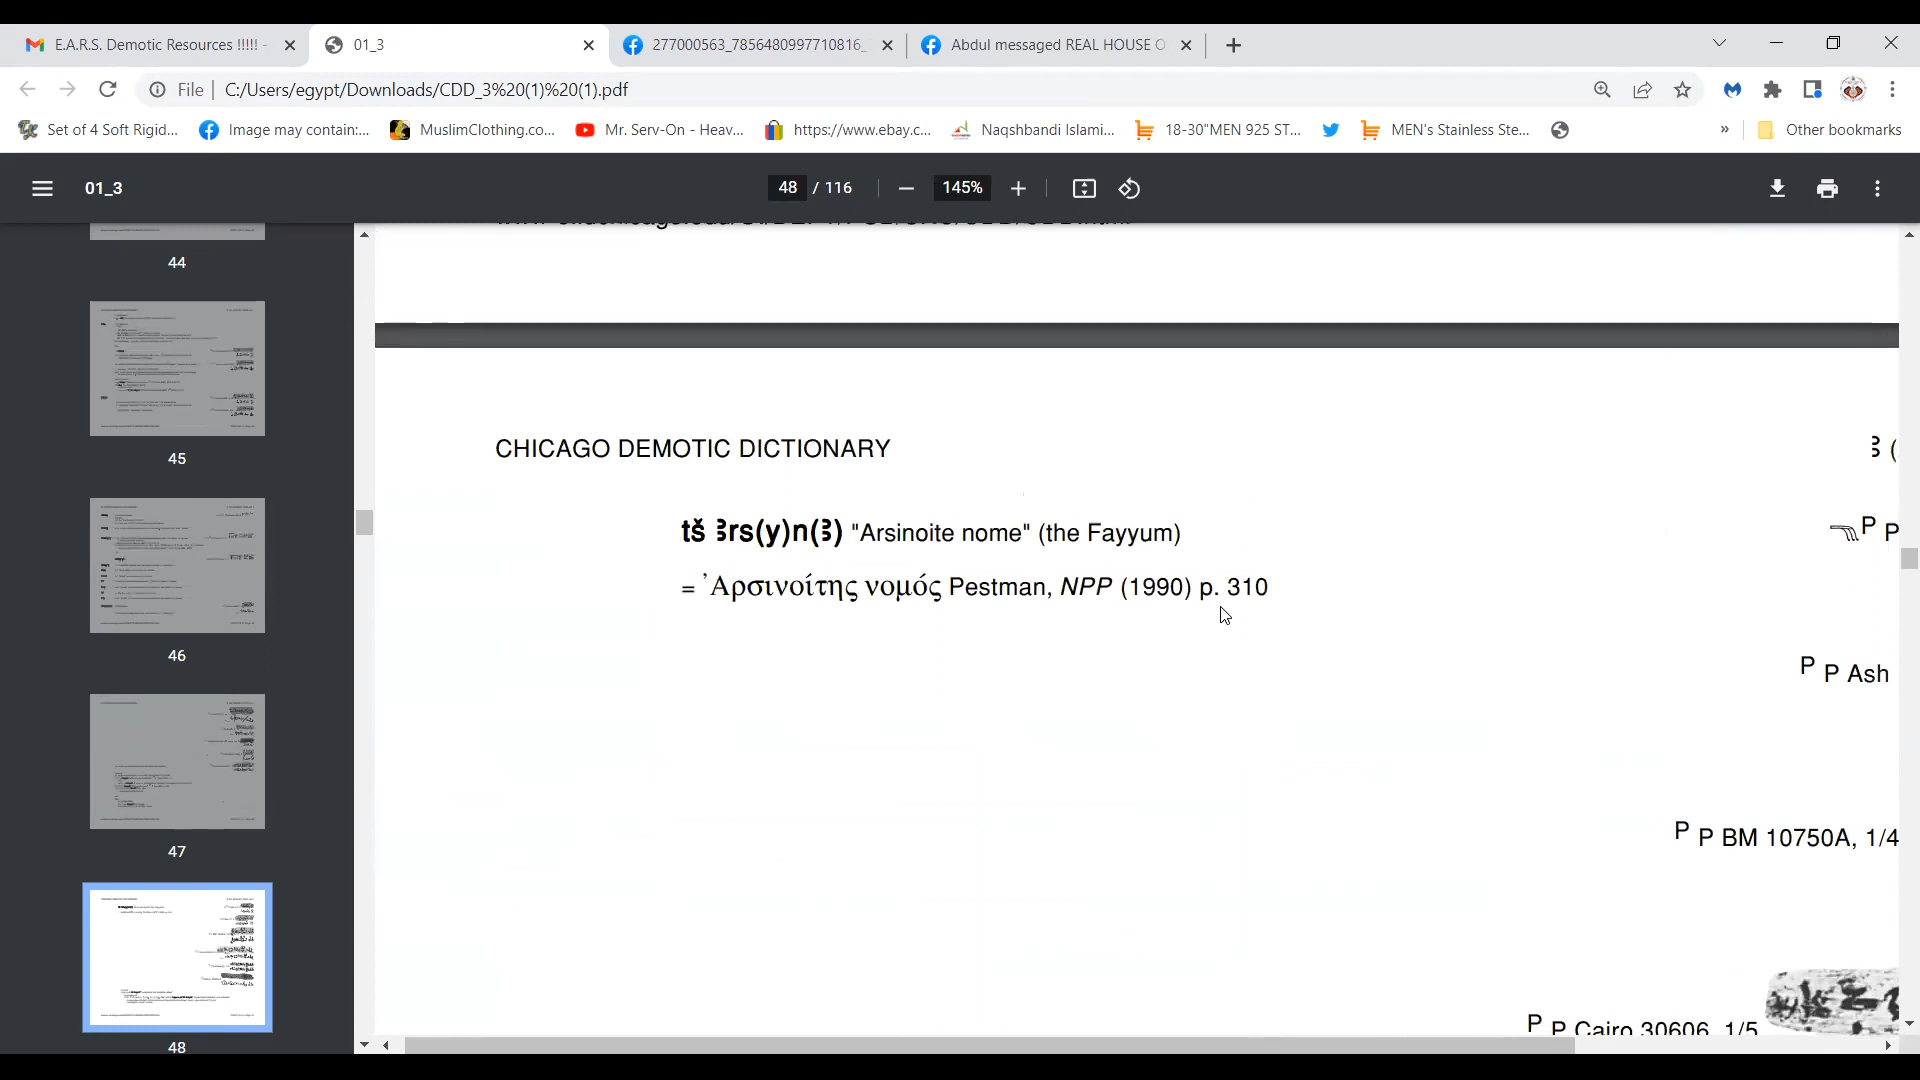 E.A.R.S. Demotic Resources !!!!! -
01_3
277000563_7856480997710816_
Abdul messaged REAL HOUSE O
File
C:/Users/egypt/Downloads/CDD_3%20(1)%20(1).pdf
Set of 4 Soft Rigid...
Image may contain:...
MuslimClothing.co...
Mr. Serv-On - Heav...
https://www.ebay.c...
Naqshbandi Islami...
18-30"MEN 925 ST...
MEN's Stainless Ste...
»
Other bookmarks
01_3
48 / 116
145%
44
45
46
47
48
CHICAGO DEMOTIC DICTIONARY
ꜣ (
tš ꜣrs(y)n(ꜣ) "Arsinoite nome" (the Fayyum)
P P
= ᾿Αρσινοίτης νομός Pestman, NPP (1990) p. 310
P P Ash
P P BM 10750A, 1/4
P P Cairo 30606, 1/5